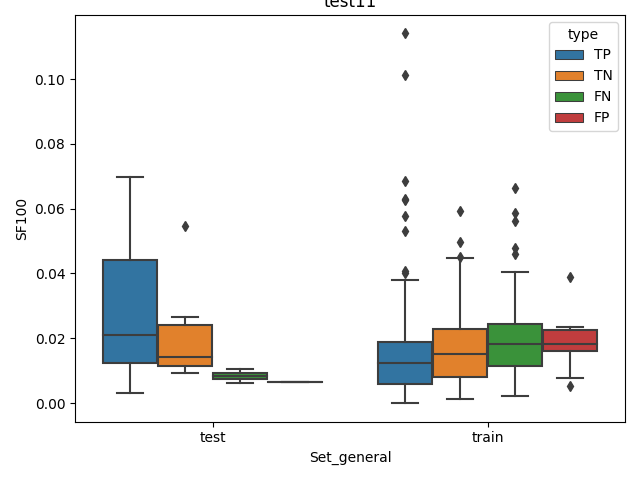 test11
type
TP
TN
FN
FP
0.10
0.08
0.06
0.04
0.02
0.00
SF100
test
train
Set_general